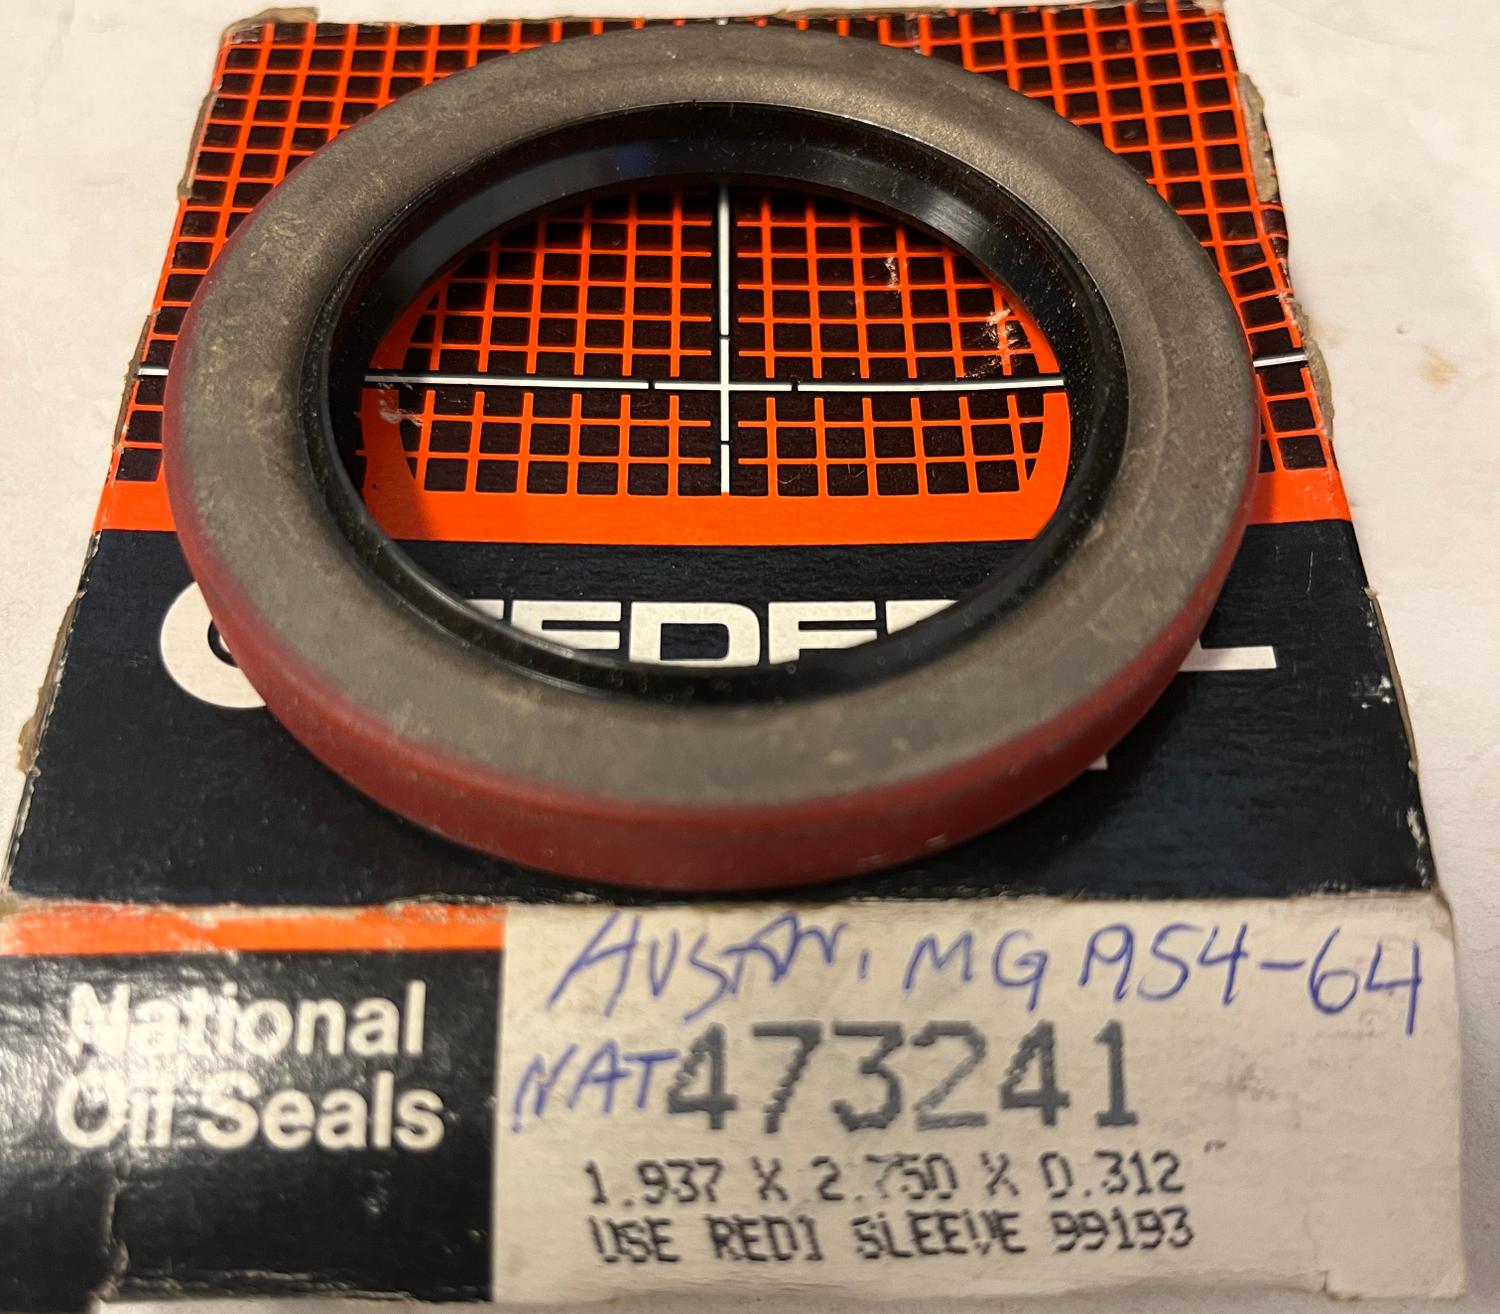 FEDER L
National
Oil Seals
AUSTIN, MG 1954-64
NAT 473241
1.937 X 2.750 X 0.312"
USE REDI SLEEVE 99193